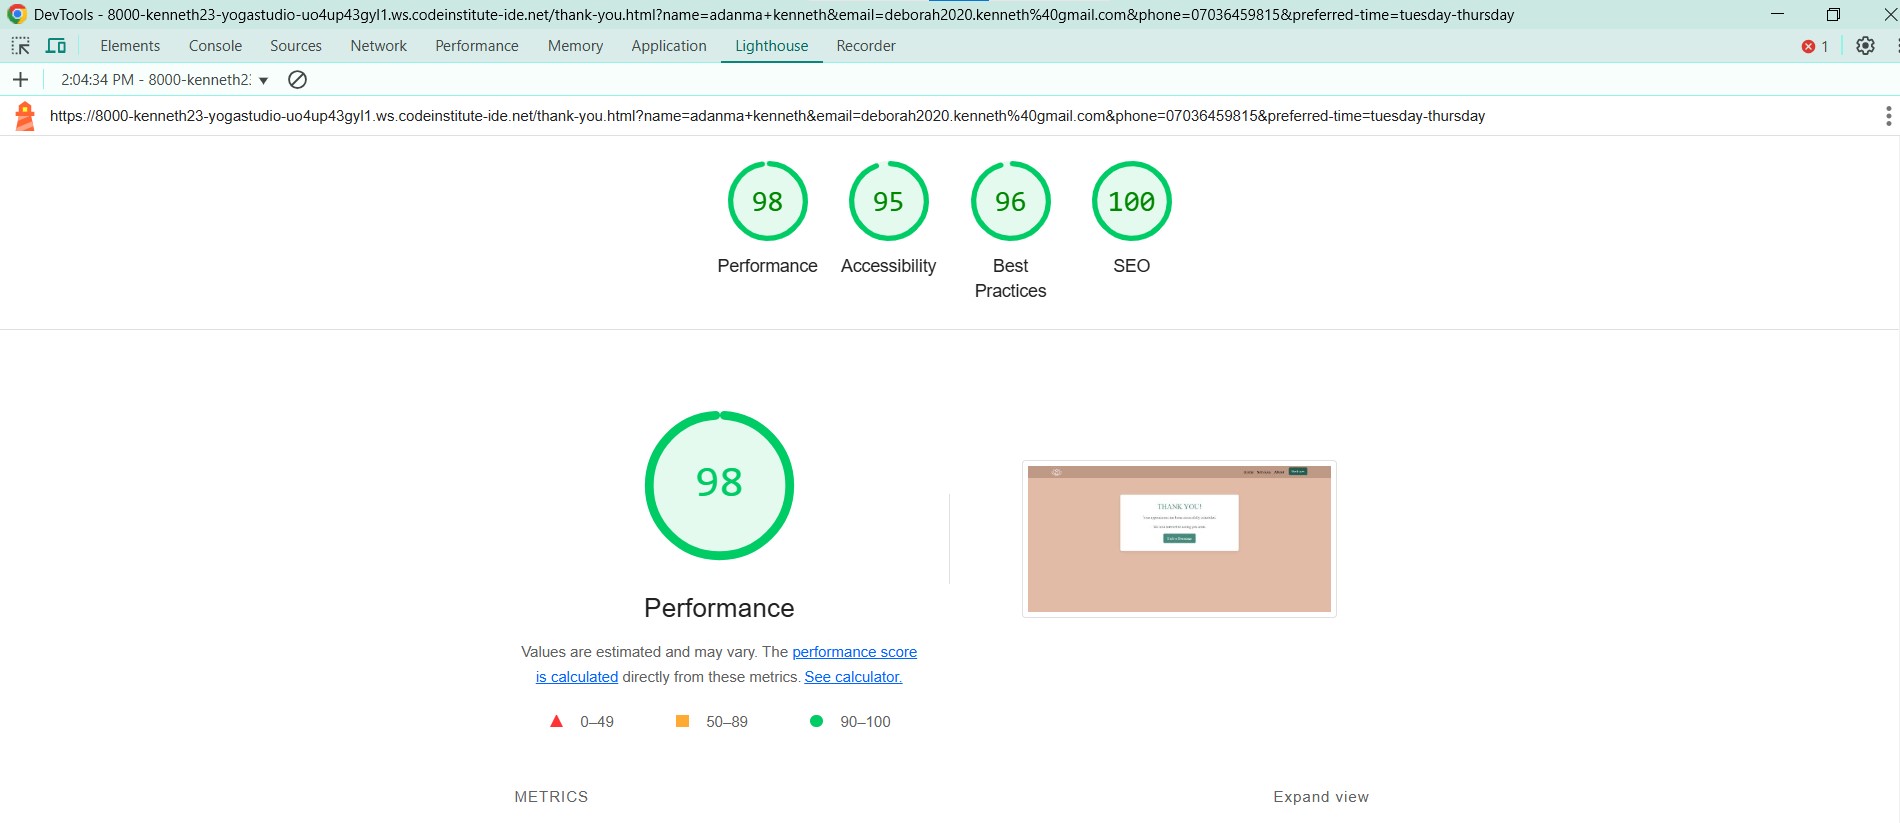 DevTools - 8000-kenneth23-yogastudio-uo4up43gyl1.ws.codeinstitute-ide.net/thank-you.html?name=adanma+kenneth&email=deborah2020.kenneth%40gmail.com&phone=07036459815&preferred-time=tuesday-thursday
Elements Console Sources Network Performance Memory Application Lighthouse Recorder 1
2:04:34 PM - 8000-kenneth2
https://8000-kenneth23-yogastudio-uo4up43gyl1.ws.codeinstitute-ide.net/thank-you.html?name=adanma+kenneth&email=deborah2020.kenneth%40gmail.com&phone=07036459815&preferred-time=tuesday-thursday
98 95 96 100
Performance Accessibility Best Practices SEO
98
THANK YOU!
Performance
Values are estimated and may vary. The performance score
is calculated directly from these metrics. See calculator.
0–49 50–89 90–100
METRICS Expand view